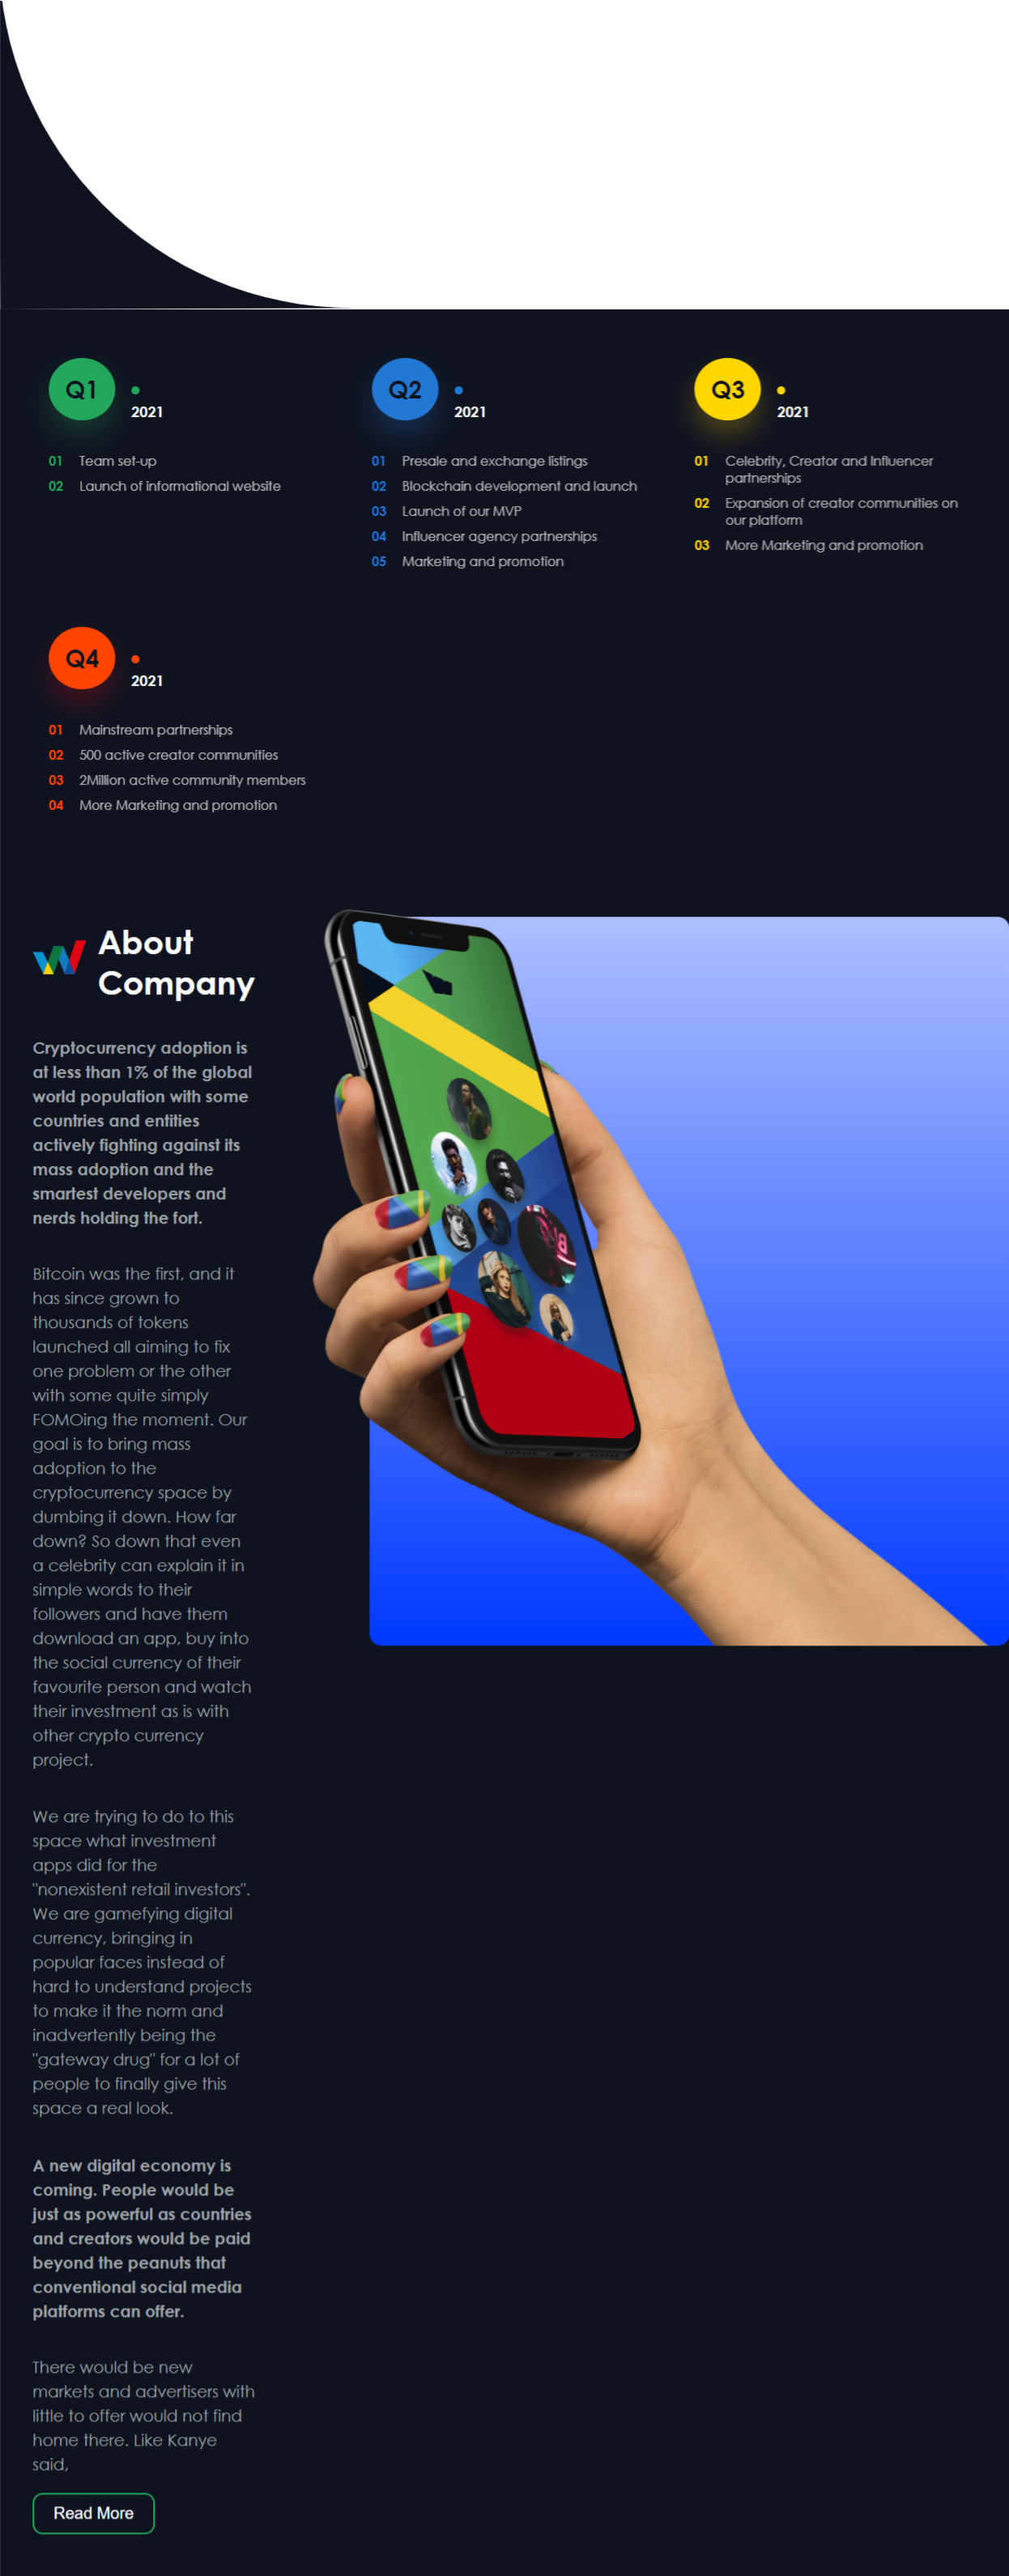 Q1
2021
01 Team set-up
02 Launch of informational website
Q2
2021
01 Presale and exchange listings
02 Blockchain development and launch
03 Launch of our MVP
04 Influencer agency partnerships
05 Marketing and promotion
Q3
2021
01 Celebrity, Creator and Influencer
partnerships
02 Expansion of creator communities on
our platform
03 More Marketing and promotion
Q4
2021
01 Mainstream partnerships
02 500 active creator communities
03 2Million active community members
04 More Marketing and promotion
About
Company
Cryptocurrency adoption is
at less than 1% of the global
world population with some
countries and entities
actively fighting against its
mass adoption and the
smartest developers and
nerds holding the fort.
Bitcoin was the first, and it
has since grown to
thousands of tokens
launched all aiming to fix
one problem or the other
with some quite simply
FOMOing the moment. Our
goal is to bring mass
adoption to the
cryptocurrency space by
dumbing it down. How far
down? So down that even
a celebrity can explain it in
simple words to their
followers and have them
download an app, buy into
the social currency of their
favourite person and watch
their investment as is with
other crypto currency
project.
We are trying to do to this
space what investment
apps did for the
"nonexistent retail investors".
We are gamefying digital
currency, bringing in
popular faces instead of
hard to understand projects
to make it the norm and
inadvertently being the
"gateway drug" for a lot of
people to finally give this
space a real look.
A new digital economy is
coming. People would be
just as powerful as countries
and creators would be paid
beyond the peanuts that
conventional social media
platforms can offer.
There would be new
markets and advertisers with
little to offer would not find
home there. Like Kanye
said,
Read More